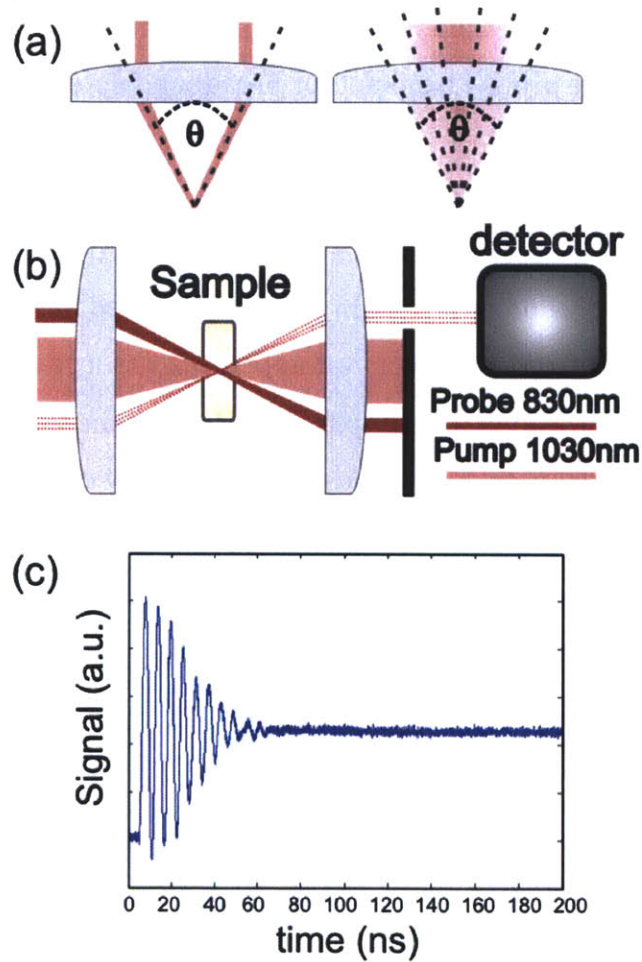 (a)
θ
θ
(b)
Sample
detector
Probe 830nm
Pump 1030nm
(c)
Signal (a.u.)
0 20 40 60 80 100 120 140 160 180 200
time (ns)